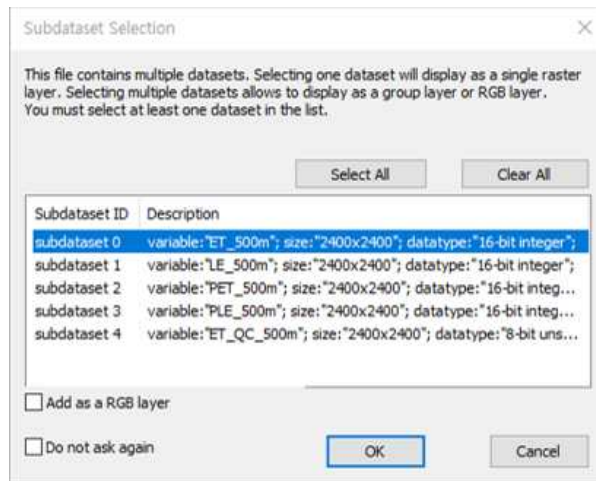 Subdataset Selection
This file contains multiple datasets. Selecting one dataset will display as a single raster
layer. Selecting multiple datasets allows to display as a group layer or RGB layer.
You must select at least one dataset in the list.
Select All Clear All
Subdataset ID Description
subdataset 0 variable:"ET_500m"; size:"2400x2400"; datatype:"16-bit integer";
subdataset 1 variable:"LE_500m"; size:"2400x2400"; datatype:"16-bit integer";
subdataset 2 variable:"PET_500m"; size:"2400x2400"; datatype:"16-bit integ...
subdataset 3 variable:"PLE_500m"; size:"2400x2400"; datatype:"16-bit integ...
subdataset 4 variable:"ET_QC_500m"; size:"2400x2400"; datatype:"8-bit uns...
Add as a RGB layer
Do not ask again
OK Cancel